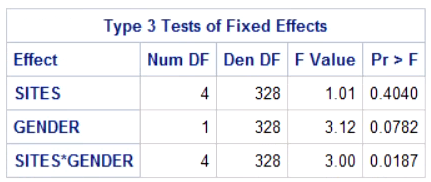 Type 3 Tests of Fixed Effects
Effect Num DF Den DF F Value Pr > F
SITES 4 328 1.01 0.4040
GENDER 1 328 3.12 0.0782
SITES*GENDER 4 328 3.00 0.0187